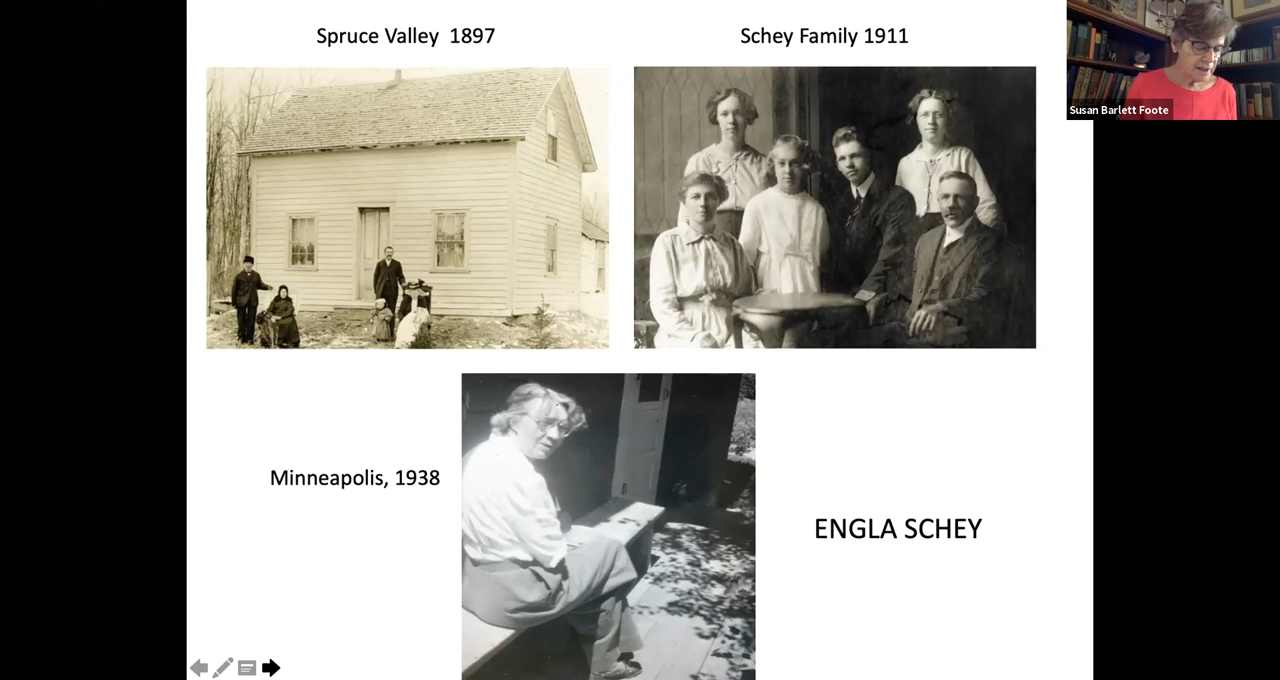 Spruce Valley 1897
Schey Family 1911
Susan Barlett Foote
Minneapolis, 1938
ENGLA SCHEY